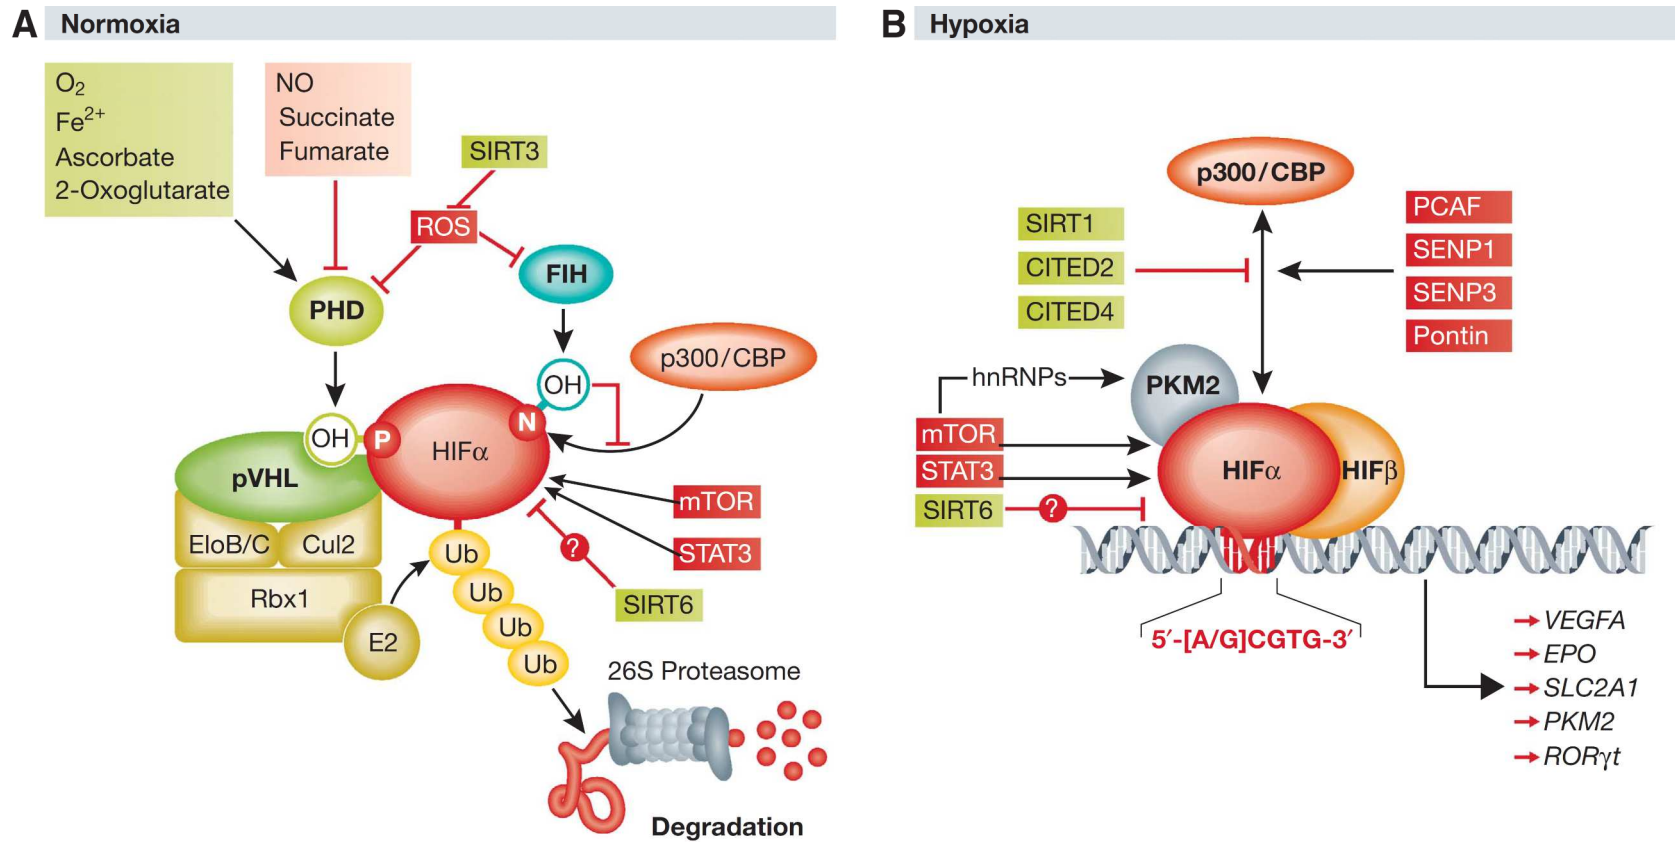 A Normoxia
O₂
Fe²⁺
Ascorbate
2-Oxoglutarate
NO
Succinate
Fumarate
SIRT3
ROS
PHD
FIH
p300/CBP
OH
OH
P
N
HIFα
pVHL
EloB/C
Cul2
Rbx1
E2
Ub
Ub
Ub
Ub
mTOR
STAT3
?
SIRT6
26S Proteasome
Degradation
B Hypoxia
p300/CBP
SIRT1
CITED2
CITED4
PCAF
SENP1
SENP3
Pontin
hnRNPs
PKM2
mTOR
STAT3
SIRT6
?
HIFα
HIFβ
5′-[A/G]CGTG-3′
VEGFA
EPO
SLC2A1
PKM2
RORγt